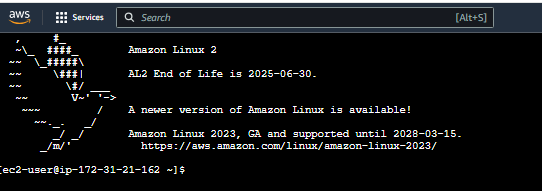 aws
Services
Search
[Alt+S]
,     #_
~\_  ####_        Amazon Linux 2
~~  \_#####\
~~     \###|       AL2 End of Life is 2025-06-30.
~~       \#/ ___
~~       V~' '->
~~~         /    A newer version of Amazon Linux is available!
~~._.   _/
_/ _/       Amazon Linux 2023, GA and supported until 2028-03-15.
_/m/'           https://aws.amazon.com/linux/amazon-linux-2023/
[ec2-user@ip-172-31-21-162 ~]$